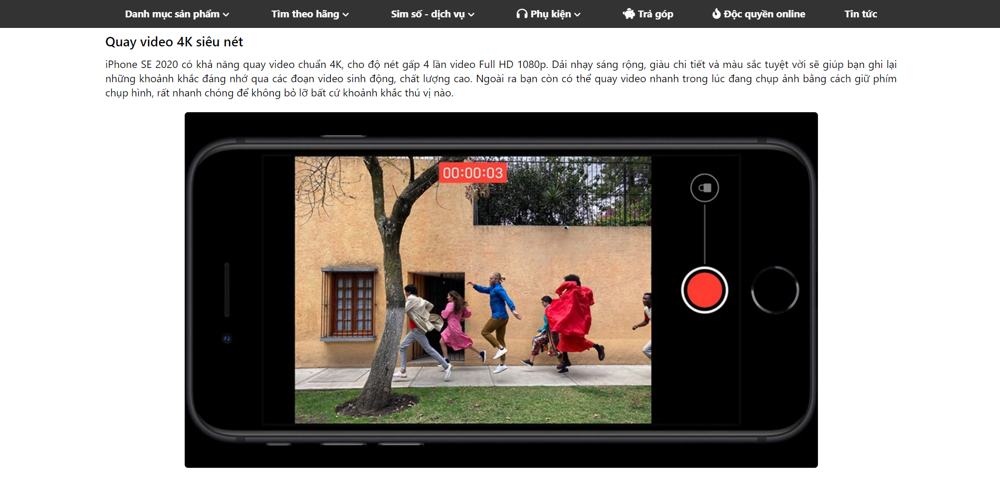 Danh mục sản phẩm Tìm theo hãng Sim số - dịch vụ Phụ kiện Trả góp Độc quyền online Tin tức
Quay video 4K siêu nét
iPhone SE 2020 có khả năng quay video chuẩn 4K, cho độ nét gấp 4 lần video Full HD 1080p. Dải nhạy sáng rộng, giàu chi tiết và màu sắc tuyệt vời sẽ giúp bạn ghi lại
những khoảnh khắc đáng nhớ qua các đoạn video sinh động, chất lượng cao. Ngoài ra bạn còn có thể quay video nhanh trong lúc đang chụp ảnh bằng cách giữ phím
chụp hình, rất nhanh chóng để không bỏ lỡ bất cứ khoảnh khắc thú vị nào.
00:00:03